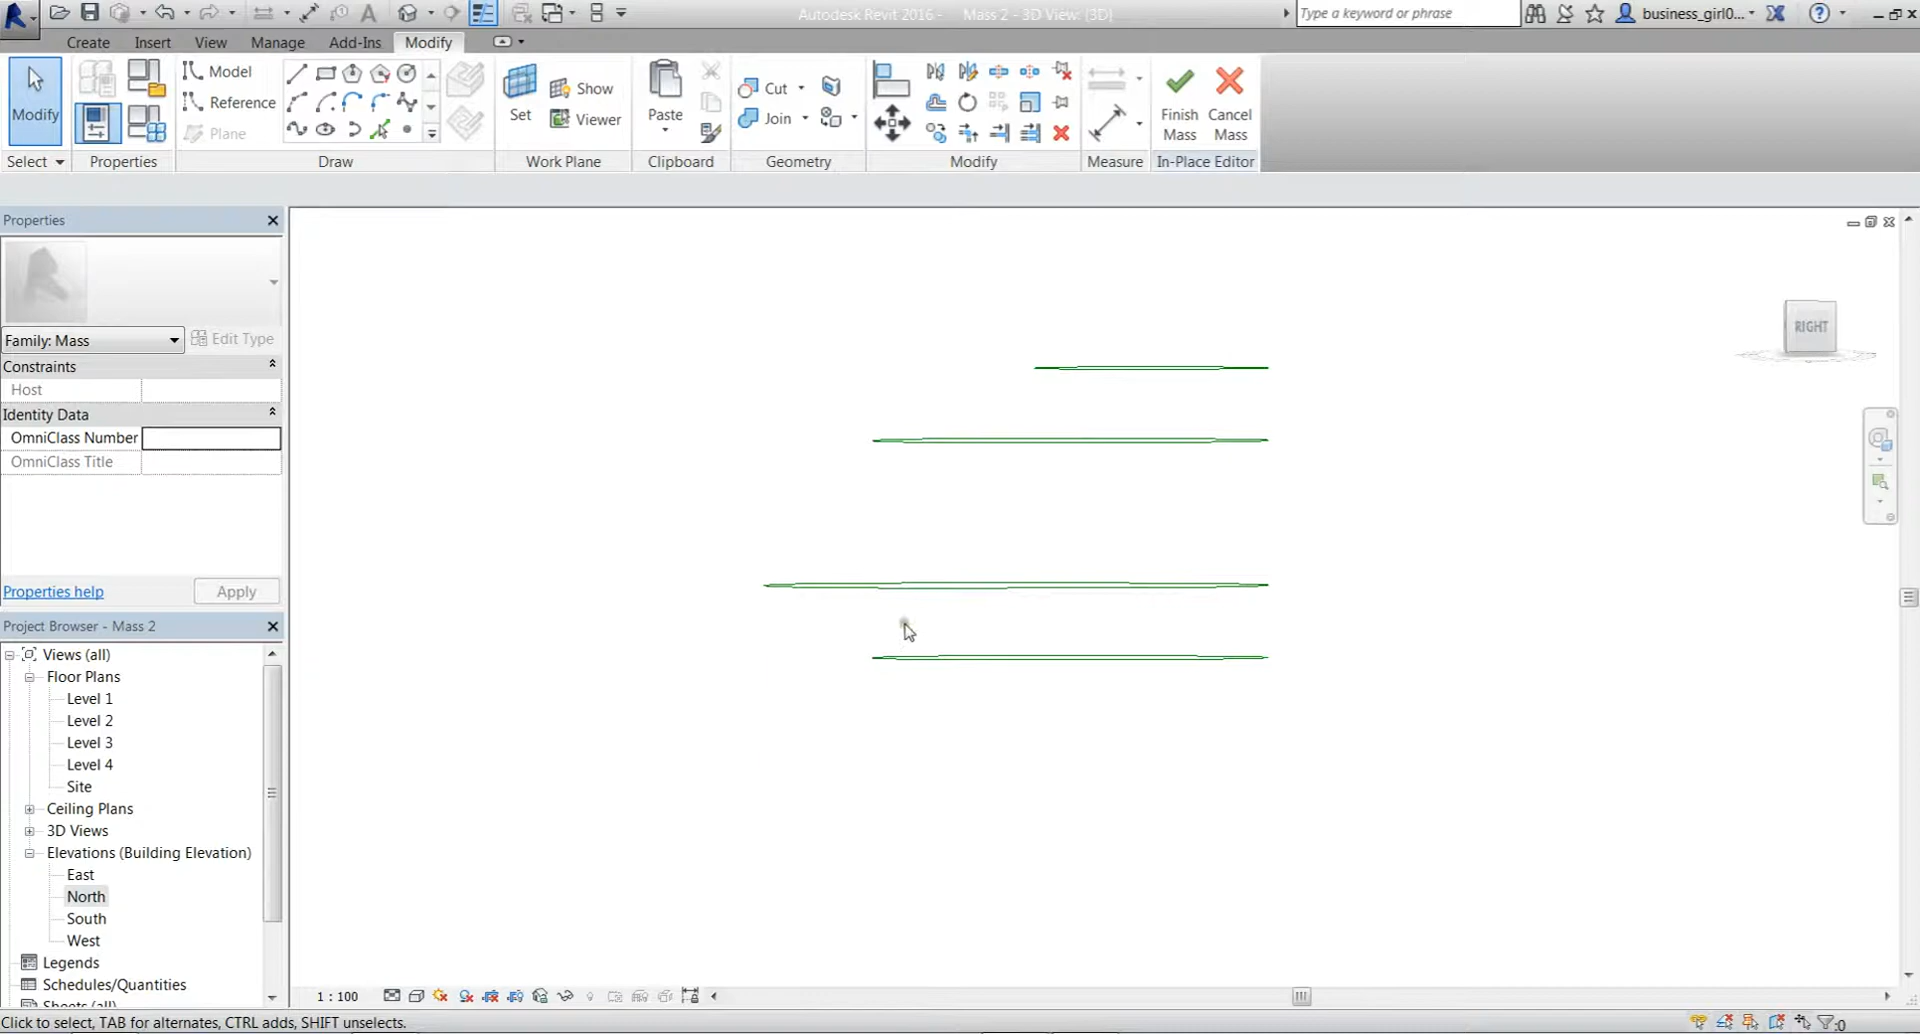 Autodesk Revit 2016 -    Mass 2 - 3D View: {3D}
Type a keyword or phrase
business_girl0...
Create Insert View Manage Add-Ins Modify
Modify
Model
Reference
Plane
Set
Show
Viewer
Paste
Cut
Join
Finish Mass
Cancel Mass
Select Properties Draw Work Plane Clipboard Geometry Modify Measure In-Place Editor
Properties
Family: Mass Edit Type
Constraints
Host
Identity Data
OmniClass Number
OmniClass Title
Properties help Apply
Project Browser - Mass 2
Views (all)
Floor Plans
Level 1
Level 2
Level 3
Level 4
Site
Ceiling Plans
3D Views
Elevations (Building Elevation)
East
North
South
West
Legends
Schedules/Quantities
Sheets (all)
RIGHT
1 : 100
Click to select, TAB for alternates, CTRL adds, SHIFT unselects.
:0